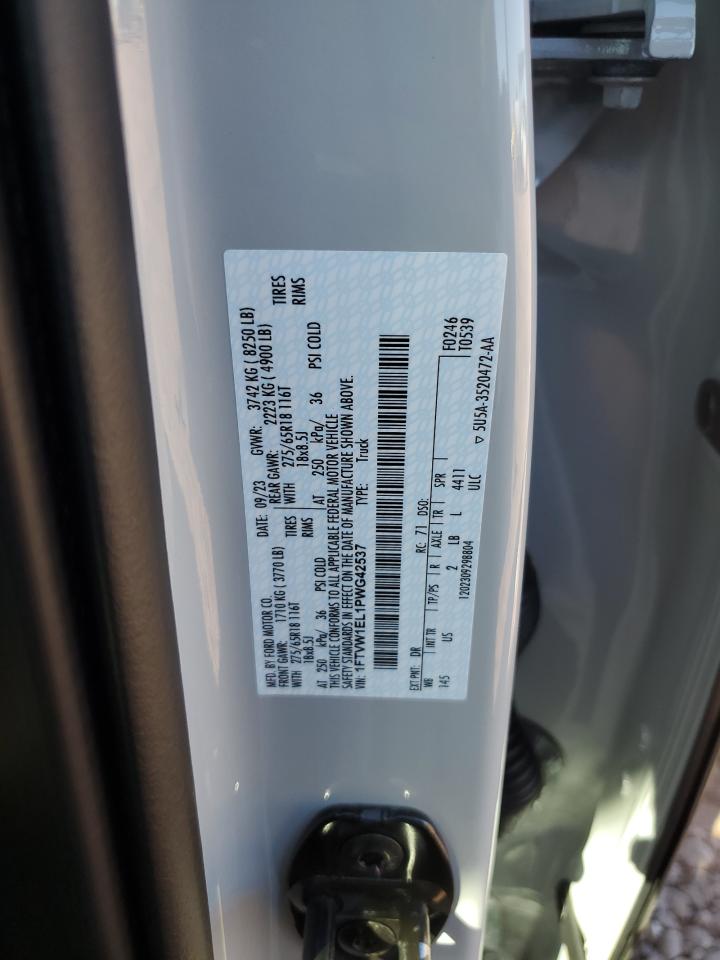 MFD. BY FORD MOTOR CO. DATE: 09/23 GVWR: 3742 KG ( 8250 LB)
FRONT GAWR: 1710 KG ( 3770 LB) REAR GAWR: 2223 KG ( 4900 LB)
WITH 275/65R18 116T TIRES WITH 275/65R18 116T TIRES
18x8.5J RIMS 18x8.5J RIMS
AT 250 kPa/ 36 PSI COLD AT 250 kPa/ 36 PSI COLD
THIS VEHICLE CONFORMS TO ALL APPLICABLE FEDERAL MOTOR VEHICLE
SAFETY STANDARDS IN EFFECT ON THE DATE OF MANUFACTURE SHOWN ABOVE.
VIN: 1FTVW1EL1PWG42537 TYPE: Truck
EXT PNT: DR RC: 71 DSO: F0246
WB INT TR TP/PS R AXLE TR SPR T0539
145 US 2 LB L 4411
1202309298804 ULC ▽ 5U5A-3520472-AA